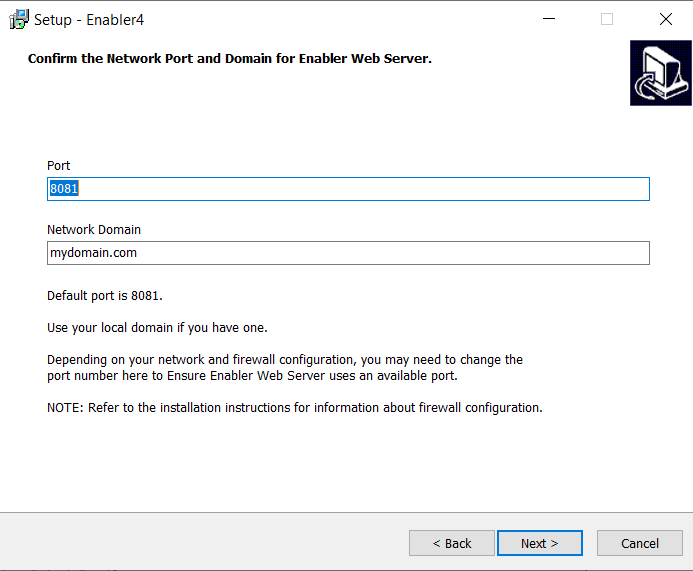 Setup - Enabler4
Confirm the Network Port and Domain for Enabler Web Server.
Port
8081
Network Domain
mydomain.com
Default port is 8081.
Use your local domain if you have one.
Depending on your network and firewall configuration, you may need to change the
port number here to Ensure Enabler Web Server uses an available port.
NOTE: Refer to the installation instructions for information about firewall configuration.
< Back
Next >
Cancel